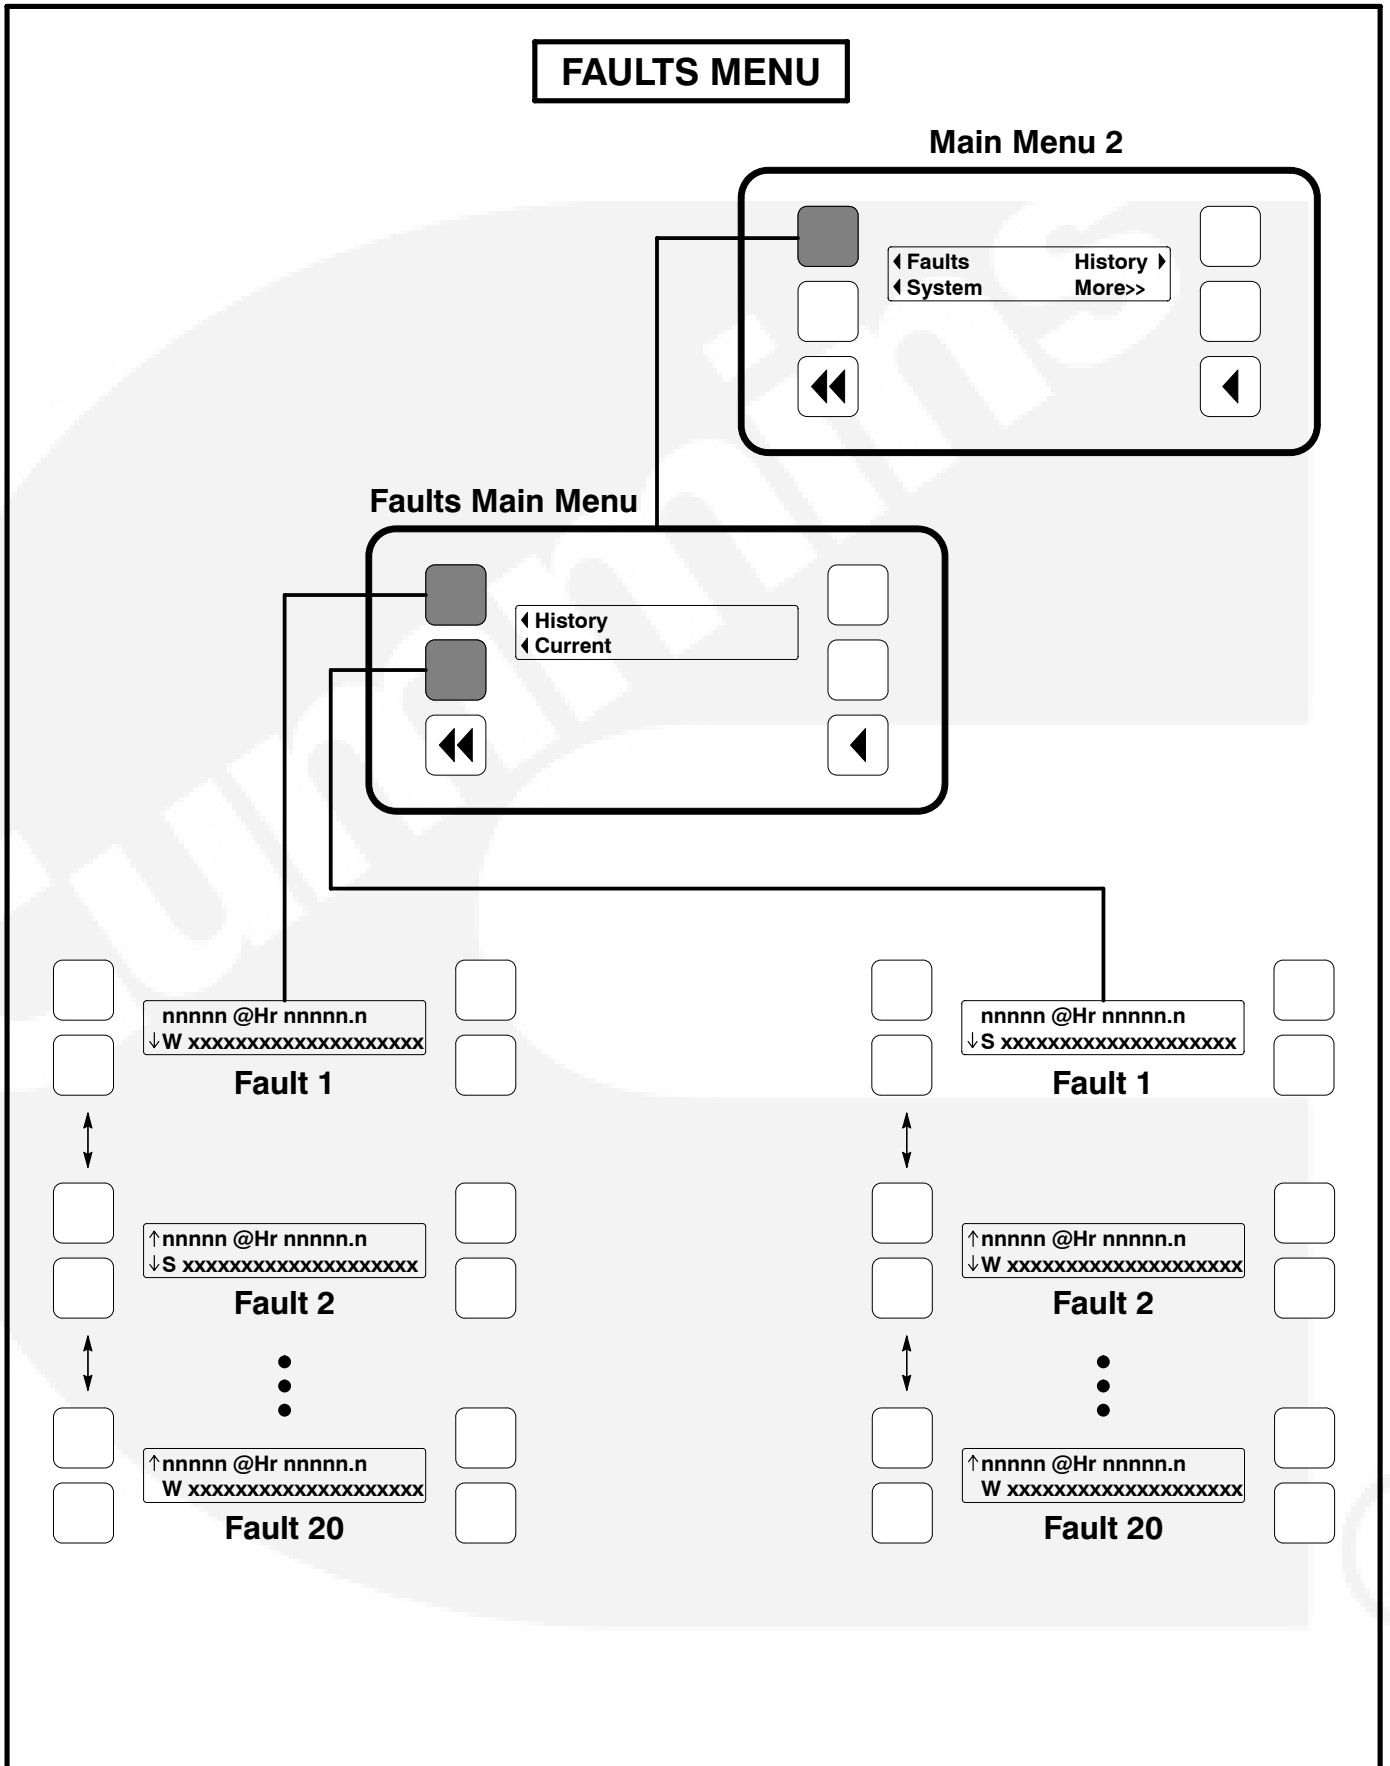 FAULTS MENU
Main Menu 2
Faults History
System More>>
Faults Main Menu
History
Current
nnnnn @Hr nnnnn.n
↓W xxxxxxxxxxxxxxxxxxxx
Fault 1
↑nnnnn @Hr nnnnn.n
↓S xxxxxxxxxxxxxxxxxxxx
Fault 2
↑nnnnn @Hr nnnnn.n
W xxxxxxxxxxxxxxxxxxxx
Fault 20
nnnnn @Hr nnnnn.n
↓S xxxxxxxxxxxxxxxxxxxx
Fault 1
↑nnnnn @Hr nnnnn.n
↓W xxxxxxxxxxxxxxxxxxxx
Fault 2
↑nnnnn @Hr nnnnn.n
W xxxxxxxxxxxxxxxxxxxx
Fault 20
Cummins